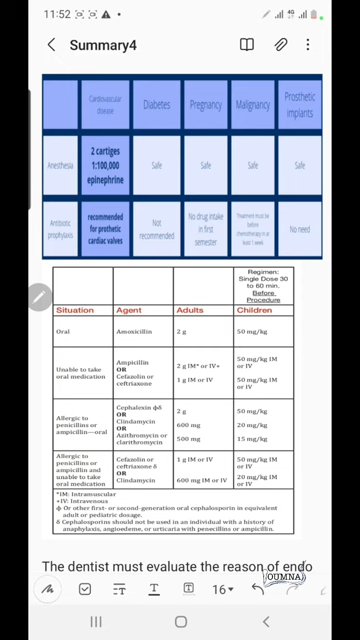 11:52
4G
Summary4
Cardiovascular disease
Diabetes
Pregnancy
Malignancy
Prosthetic implants
Anesthesia
2 cartiges 1:100,000 epinephrine
Safe
Safe
Safe
Safe
Antibiotic prophylaxis
recommended for prothetic cardiac valves
Not recommended
No drug intake in first semester
Treatment must be before chemotherapy in at least 1 week
No need
Regimen: Single Dose 30 to 60 min. Before Procedure
Situation Agent Adults Children
Oral Amoxicillin 2 g 50 mg/kg
Unable to take oral medication
Ampicillin
OR
Cefazolin or ceftriaxone
2 g IM* or IV+
1 g IM or IV
50 mg/kg IM or IV
50 mg/kg IM or IV
Allergic to penicillins or ampicillin—oral
Cephalexin ϕδ
OR
Clindamycin
OR
Azithromycin or clarithromycin
2 g
600 mg
500 mg
50 mg/kg
20 mg/kg
15 mg/kg
Allergic to penicillins or ampicillin and unable to take oral medication
Cefazolin or ceftriaxone δ
OR
Clindamycin
1 g IM or IV
600 mg IM or IV
50 mg/kg IM or IV
20 mg/kg IM or IV
*IM: Intramuscular
+IV: Intravenous
ϕ Or other first- or second-generation oral cephalosporin in equivalent
adult or pediatric dosage.
δ Cephalosporins should not be used in an individual with a history of
anaphylaxis, angioedema, or urticaria with penecillins or ampicillin.
The dentist must evaluate the reason of endo
OUMNA
T
T
16